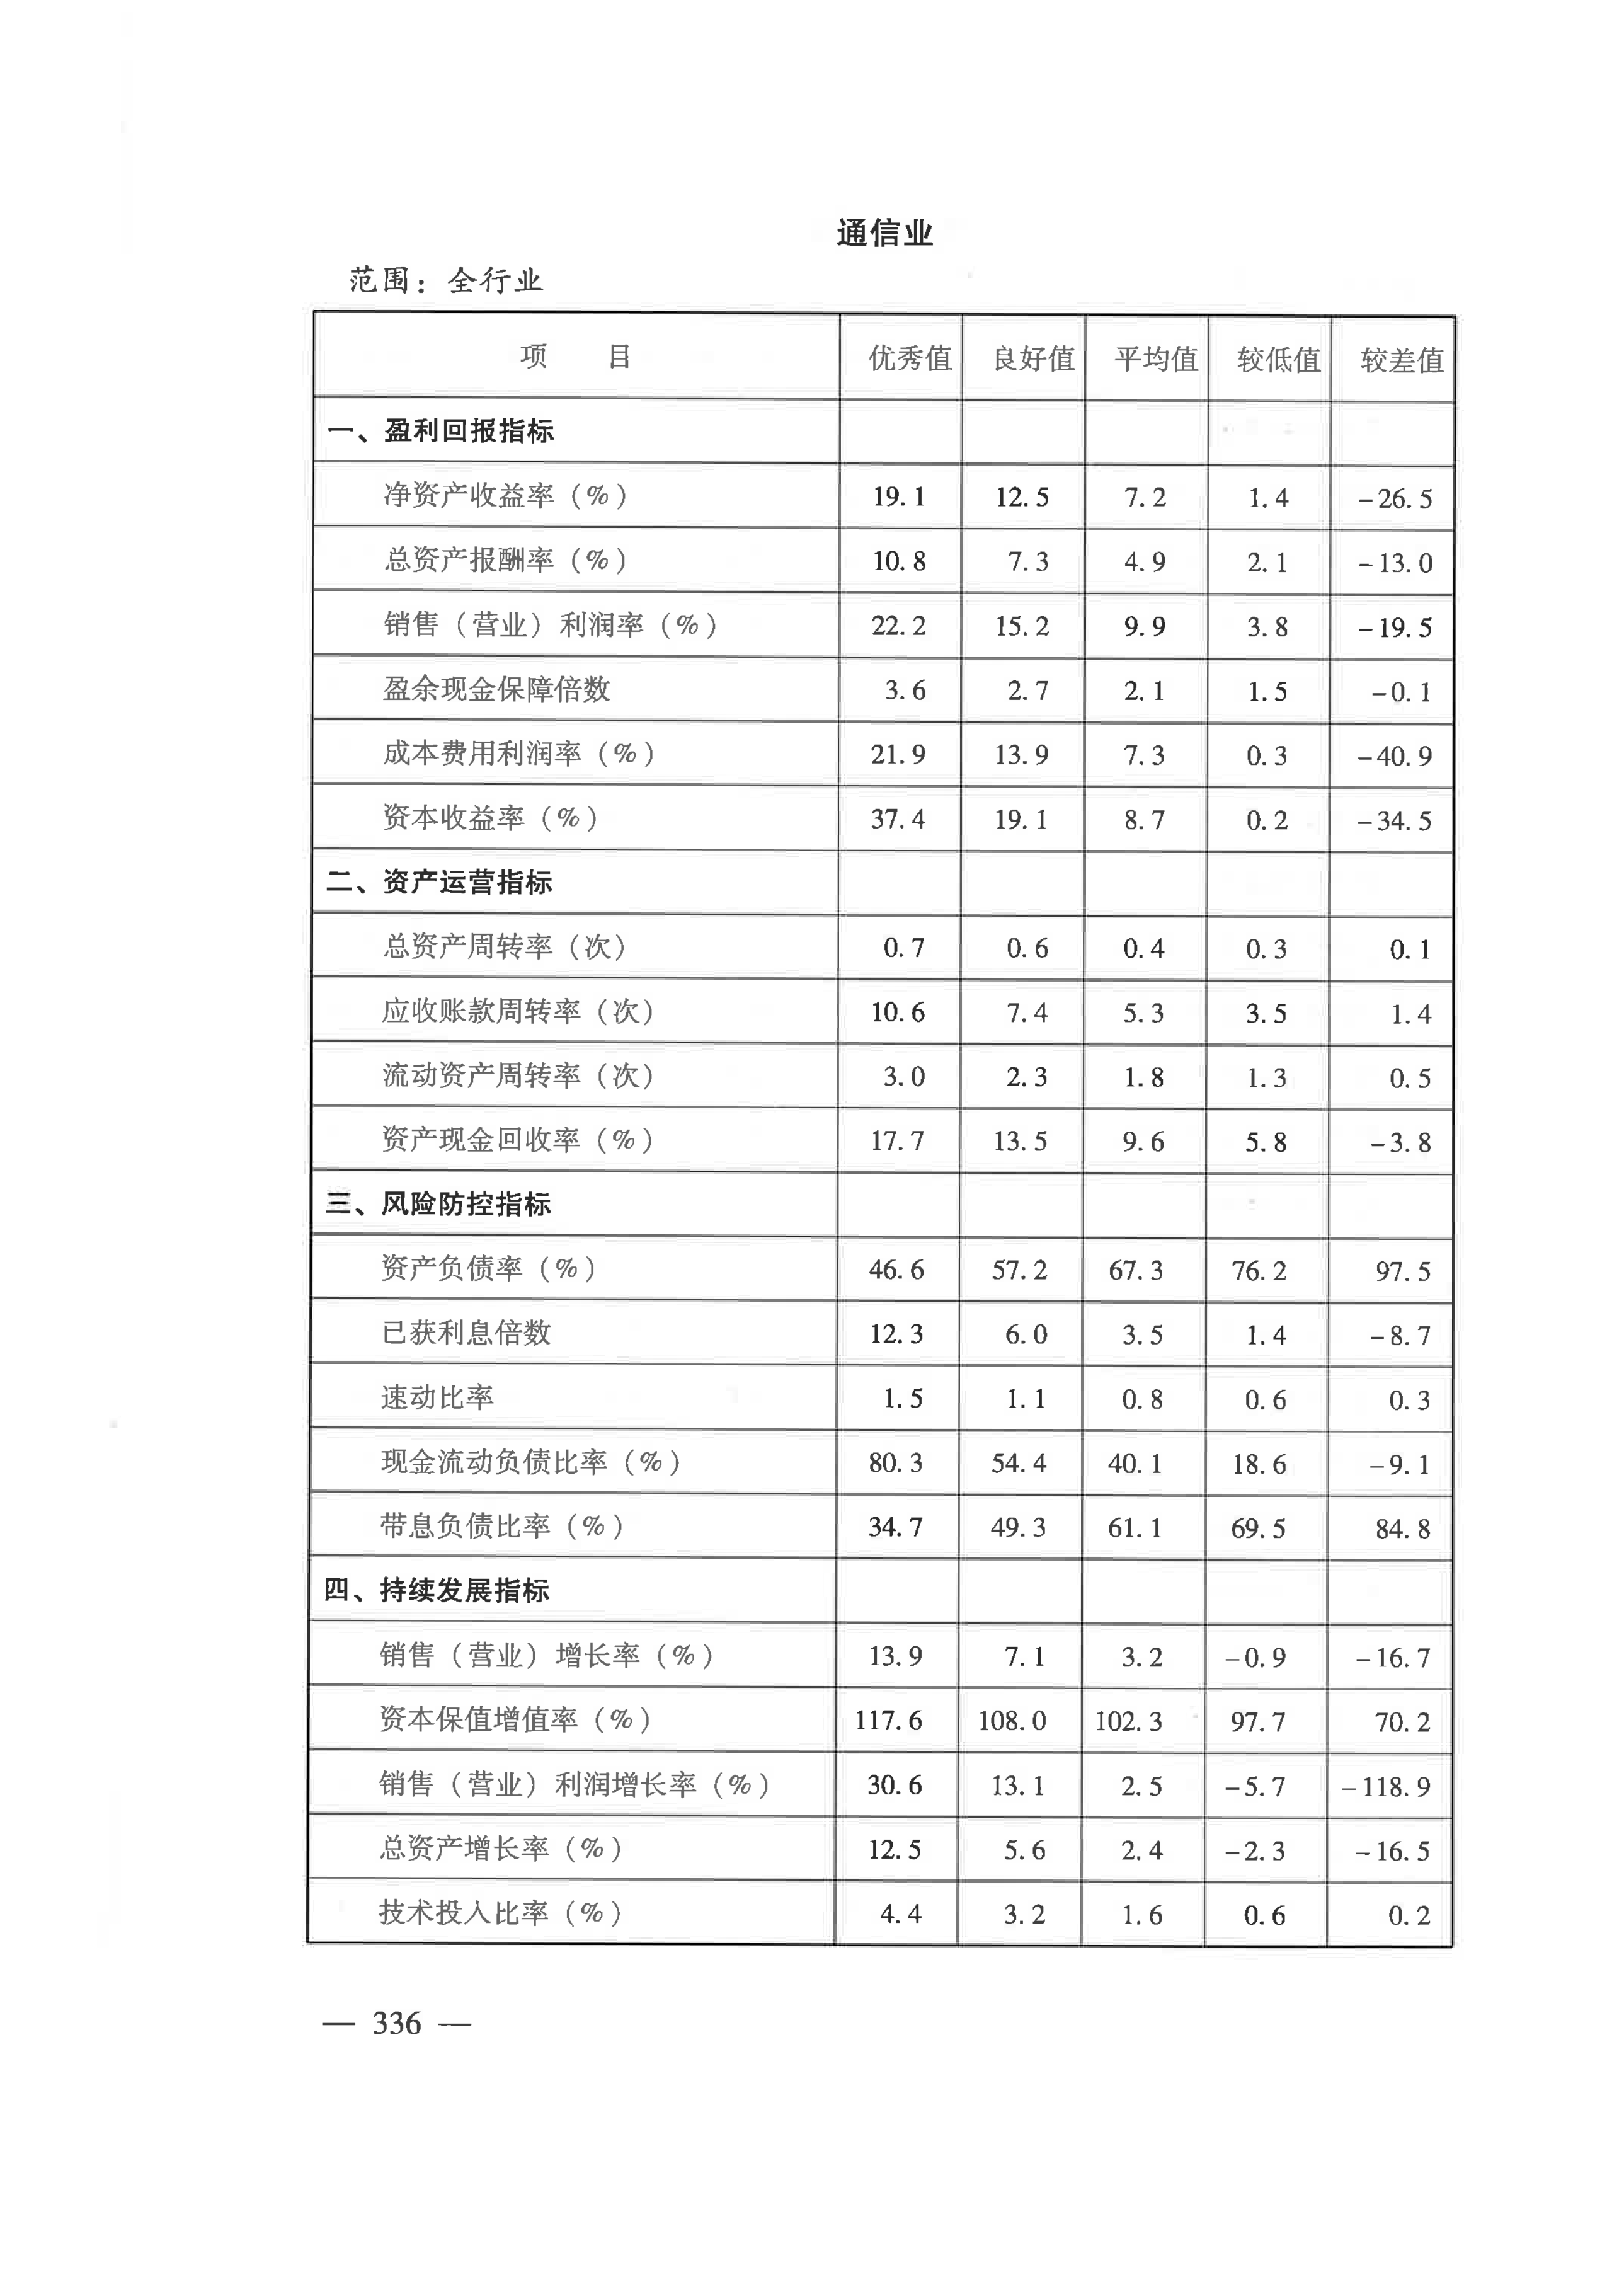 通信业
范围：全行业
项 目 优秀值 良好值 平均值 较低值 较差值
一、盈利回报指标
净资产收益率（%） 19.1 12.5 7.2 1.4 -26.5
总资产报酬率（%） 10.8 7.3 4.9 2.1 -13.0
销售（营业）利润率（%） 22.2 15.2 9.9 3.8 -19.5
盈余现金保障倍数 3.6 2.7 2.1 1.5 -0.1
成本费用利润率（%） 21.9 13.9 7.3 0.3 -40.9
资本收益率（%） 37.4 19.1 8.7 0.2 -34.5
二、资产运营指标
总资产周转率（次） 0.7 0.6 0.4 0.3 0.1
应收账款周转率（次） 10.6 7.4 5.3 3.5 1.4
流动资产周转率（次） 3.0 2.3 1.8 1.3 0.5
资产现金回收率（%） 17.7 13.5 9.6 5.8 -3.8
三、风险防控指标
资产负债率（%） 46.6 57.2 67.3 76.2 97.5
已获利息倍数 12.3 6.0 3.5 1.4 -8.7
速动比率 1.5 1.1 0.8 0.6 0.3
现金流动负债比率（%） 80.3 54.4 40.1 18.6 -9.1
带息负债比率（%） 34.7 49.3 61.1 69.5 84.8
四、持续发展指标
销售（营业）增长率（%） 13.9 7.1 3.2 -0.9 -16.7
资本保值增值率（%） 117.6 108.0 102.3 97.7 70.2
销售（营业）利润增长率（%） 30.6 13.1 2.5 -5.7 -118.9
总资产增长率（%） 12.5 5.6 2.4 -2.3 -16.5
技术投入比率（%） 4.4 3.2 1.6 0.6 0.2
— 336 —